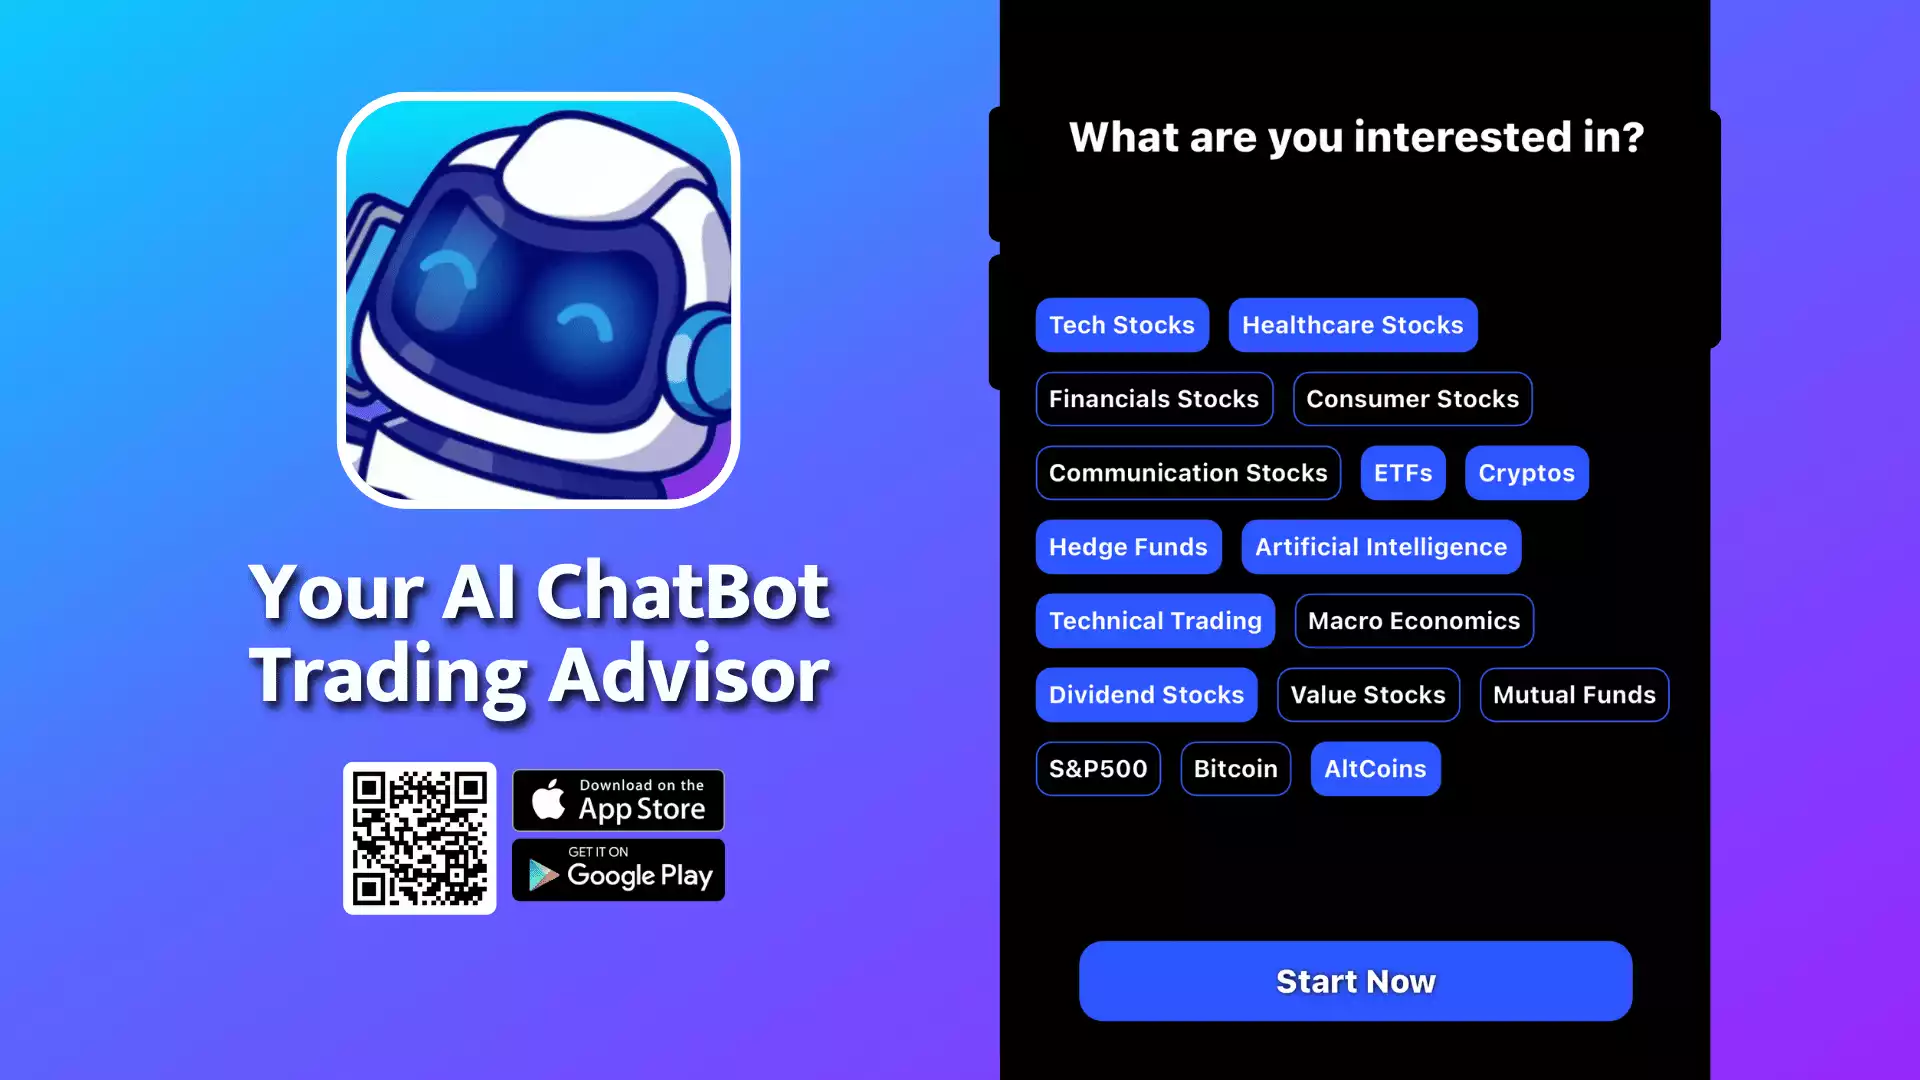 Your AI ChatBot
Trading Advisor
Download on the
App Store
GET IT ON
Google Play
What are you interested in?
Tech Stocks Healthcare Stocks
Financials Stocks Consumer Stocks
Communication Stocks ETFs Cryptos
Hedge Funds Artificial Intelligence
Technical Trading Macro Economics
Dividend Stocks Value Stocks Mutual Funds
S&P500 Bitcoin AltCoins
Start Now